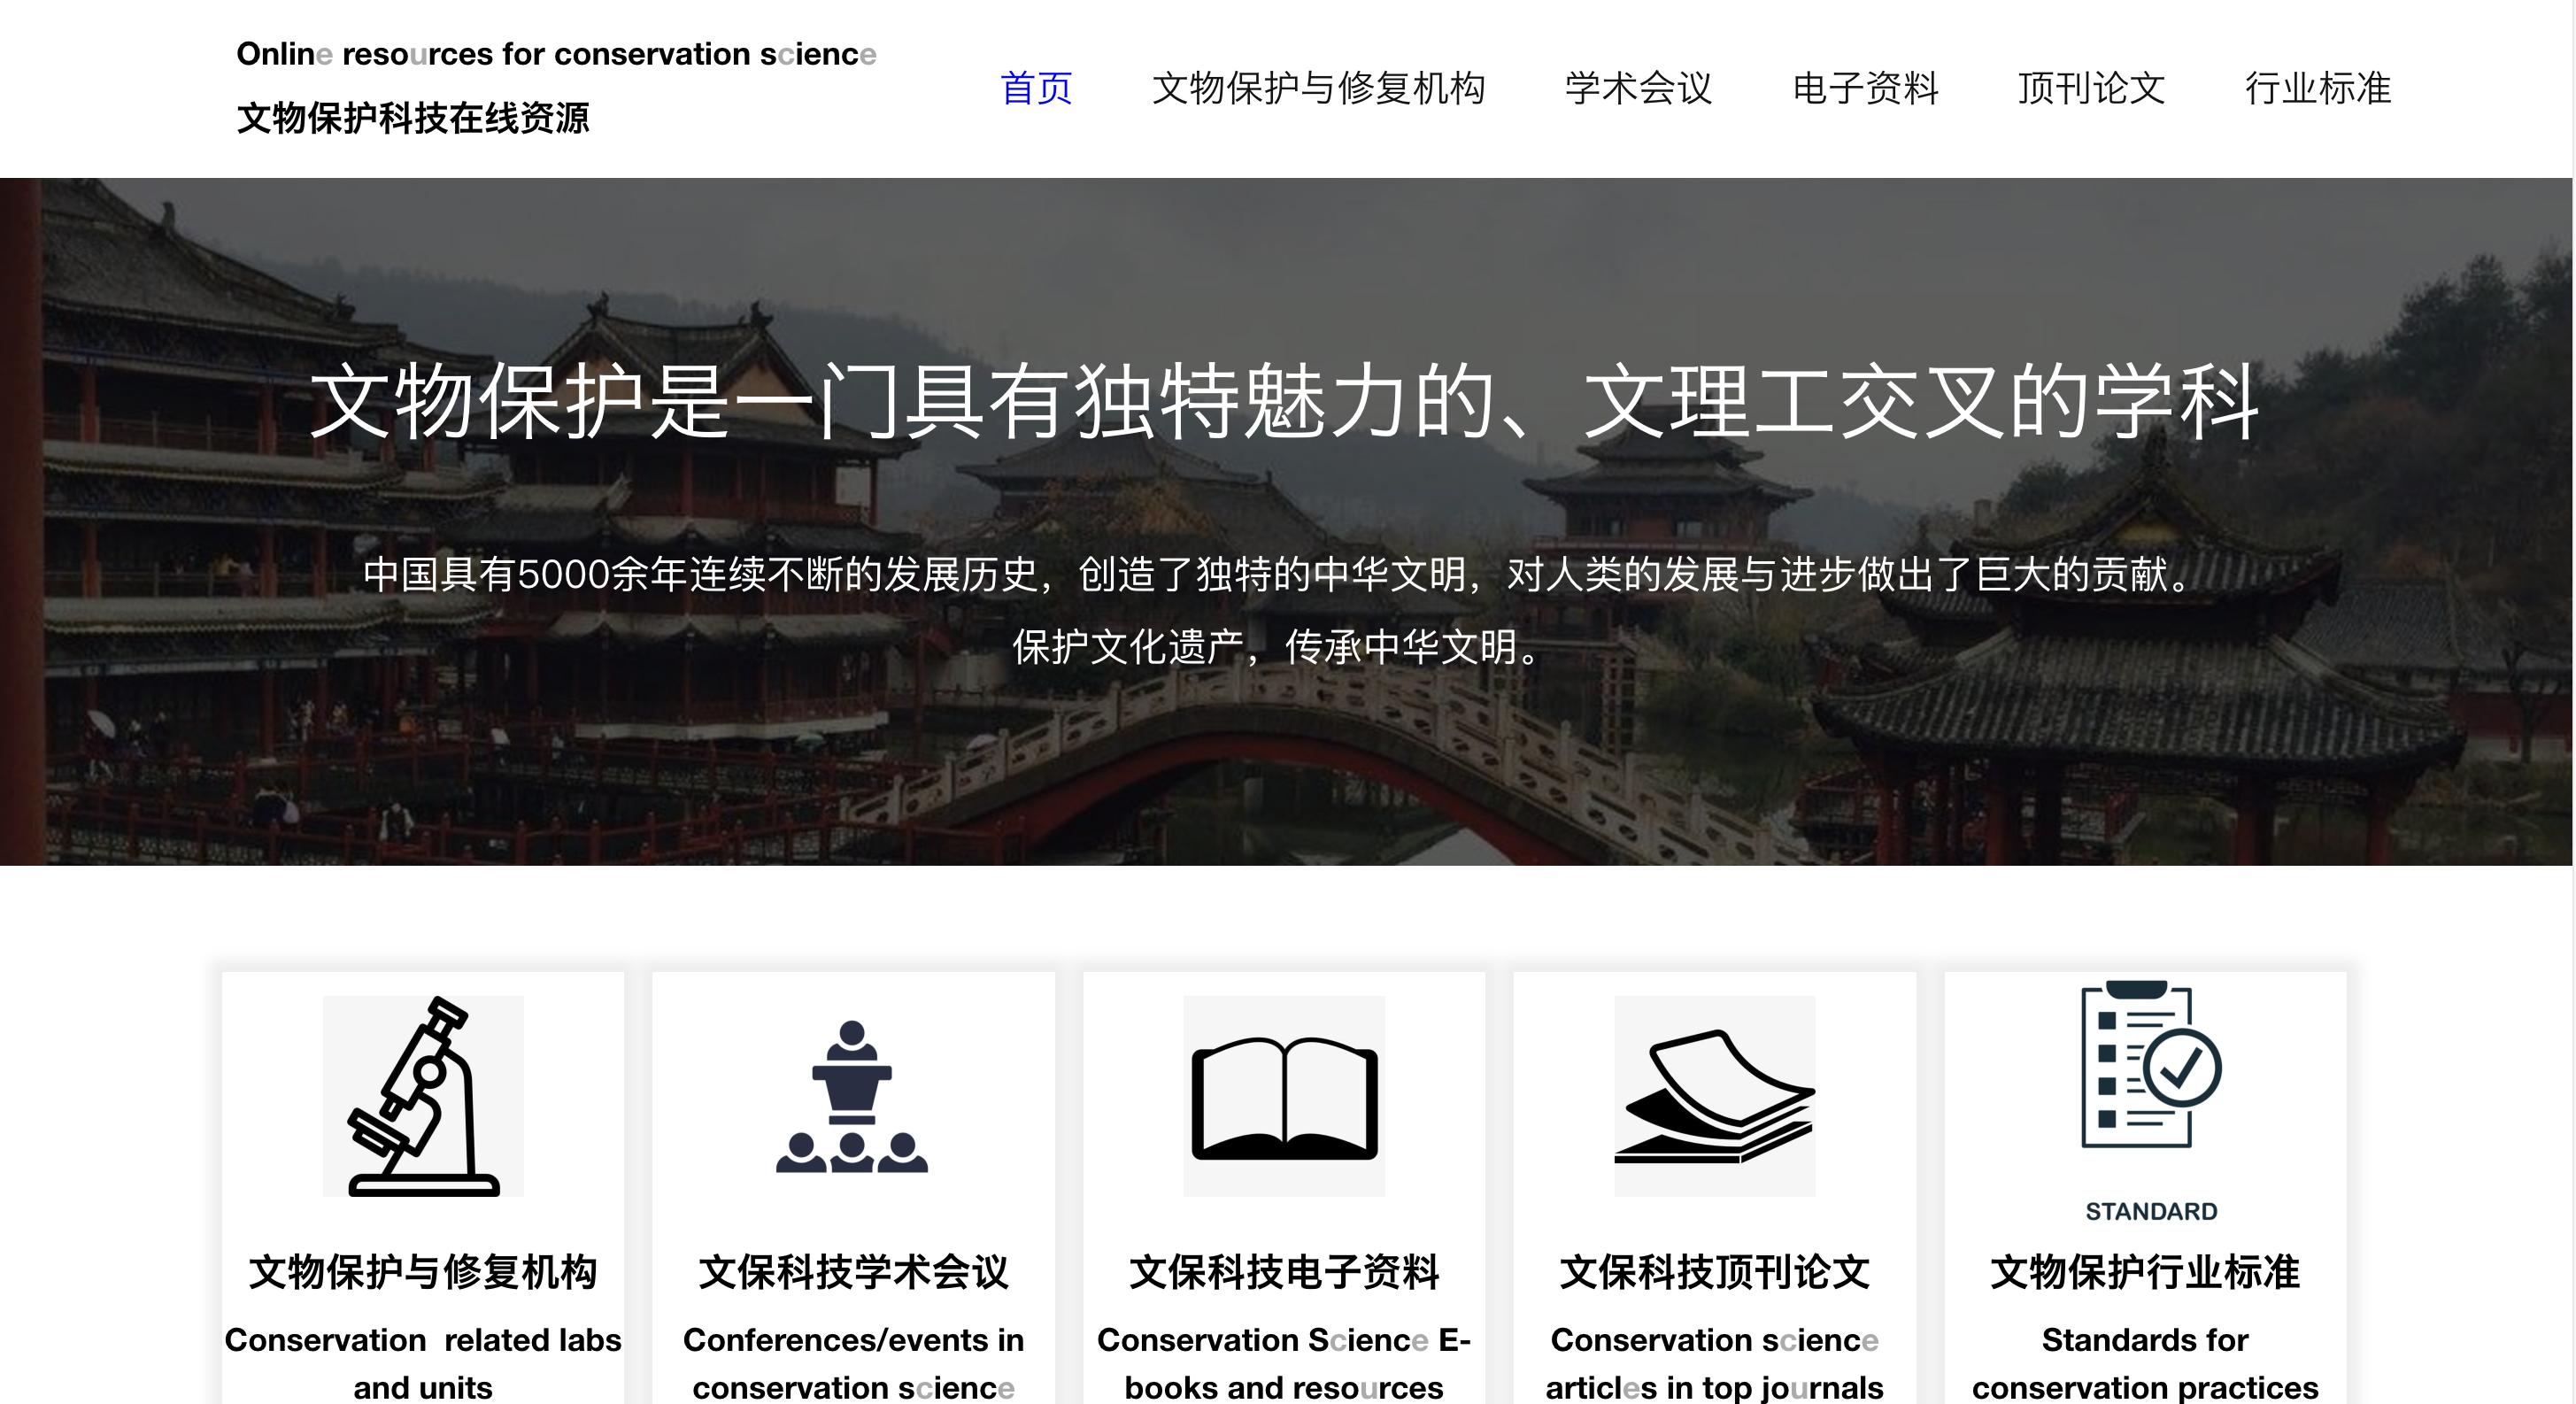 Online resources for conservation science
文物保护科技在线资源
首页 文物保护与修复机构 学术会议 电子资料 顶刊论文 行业标准
文物保护是一门具有独特魅力的、文理工交叉的学科
中国具有5000余年连续不断的发展历史，创造了独特的中华文明，对人类的发展与进步做出了巨大的贡献。
保护文化遗产，传承中华文明。
STANDARD
文物保护与修复机构
Conservation related labs
and units
文保科技学术会议
Conferences/events in
conservation science
文保科技电子资料
Conservation Science E-
books and resources
文保科技顶刊论文
Conservation science
articles in top journals
文物保护行业标准
Standards for
conservation practices